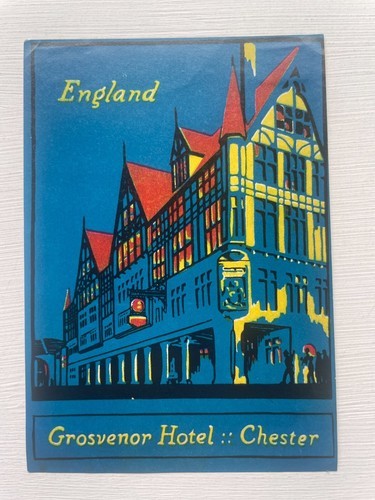 England
Grosvenor Hotel :: Chester